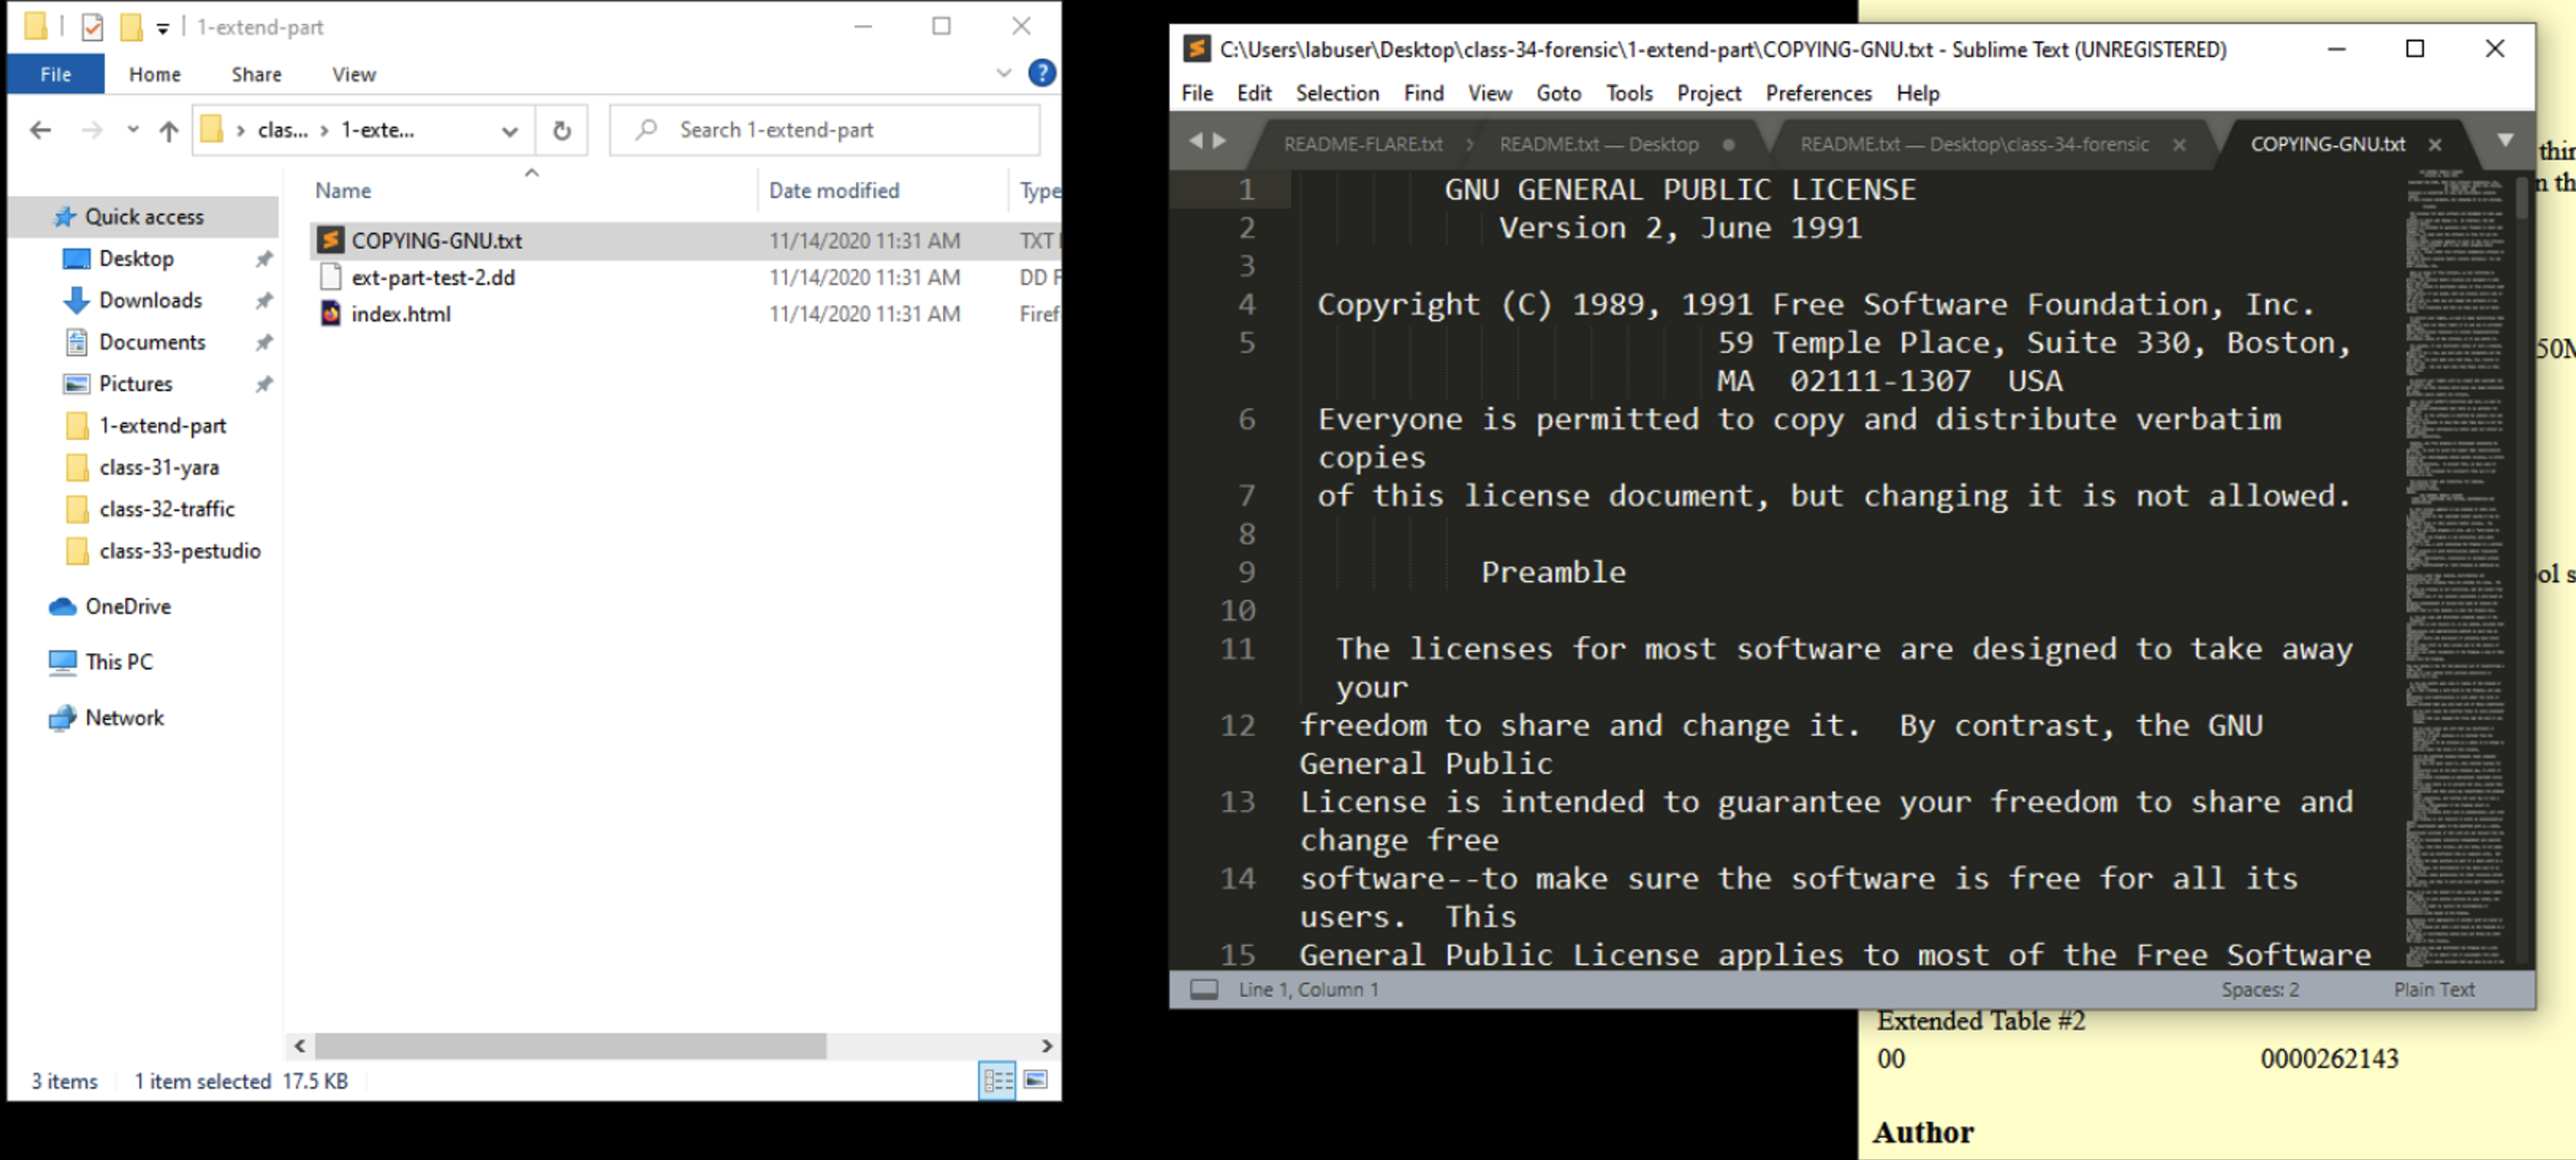 1-extend-part
File Home Share View
clas... 1-exte...
Search 1-extend-part
Name Date modified Type
Quick access
Desktop
Downloads
Documents
Pictures
1-extend-part
class-31-yara
class-32-traffic
class-33-pestudio
OneDrive
This PC
Network
COPYING-GNU.txt 11/14/2020 11:31 AM TXT
ext-part-test-2.dd 11/14/2020 11:31 AM DD F
index.html 11/14/2020 11:31 AM Firef
3 items 1 item selected 17.5 KB
C:\Users\labuser\Desktop\class-34-forensic\1-extend-part\COPYING-GNU.txt - Sublime Text (UNREGISTERED)
File Edit Selection Find View Goto Tools Project Preferences Help
README-FLARE.txt README.txt — Desktop README.txt — Desktop\class-34-forensic COPYING-GNU.txt
1 GNU GENERAL PUBLIC LICENSE
2 Version 2, June 1991
3
4 Copyright (C) 1989, 1991 Free Software Foundation, Inc.
5 59 Temple Place, Suite 330, Boston,
MA 02111-1307 USA
6 Everyone is permitted to copy and distribute verbatim
copies
7 of this license document, but changing it is not allowed.
8
9 Preamble
10
11 The licenses for most software are designed to take away
your
12 freedom to share and change it. By contrast, the GNU
General Public
13 License is intended to guarantee your freedom to share and
change free
14 software--to make sure the software is free for all its
users. This
15 General Public License applies to most of the Free Software
Line 1, Column 1 Spaces: 2 Plain Text
thin
n th
50M
ol s
Extended Table #2
00 0000262143
Author